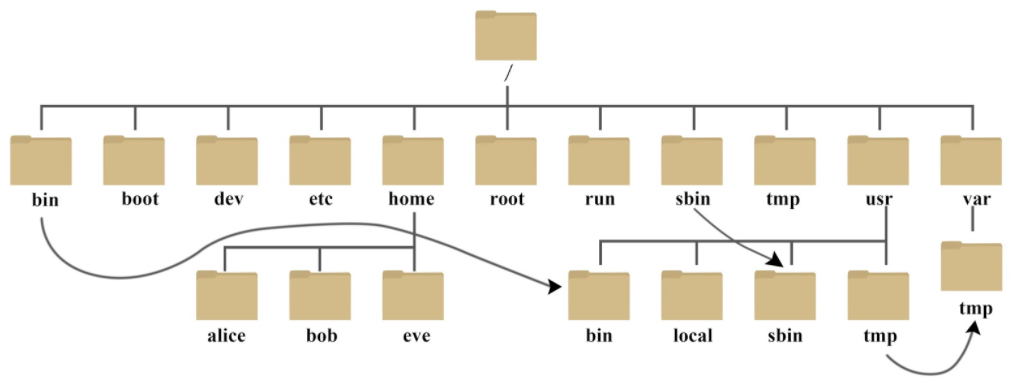 /
bin boot dev etc home root run sbin tmp usr var
tmp
alice bob eve bin local sbin tmp